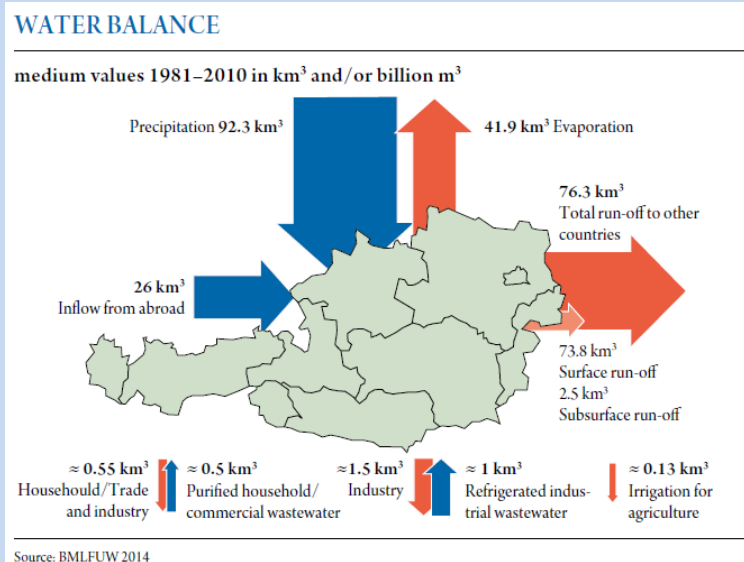 WATER BALANCE
medium values 1981–2010 in km³ and/or billion m³
Precipitation 92.3 km³
41.9 km³ Evaporation
76.3 km³
Total run-off to other
countries
26 km³
Inflow from abroad
73.8 km³
Surface run-off
2.5 km³
Subsurface run-off
≈ 0.55 km³
Househould/Trade
and industry
≈ 0.5 km³
Purified household/
commercial wastewater
≈1.5 km³
Industry
≈ 1 km³
Refrigerated indus-
trial wastewater
≈ 0.13 km³
Irrigation for
agriculture
Source: BMLFUW 2014